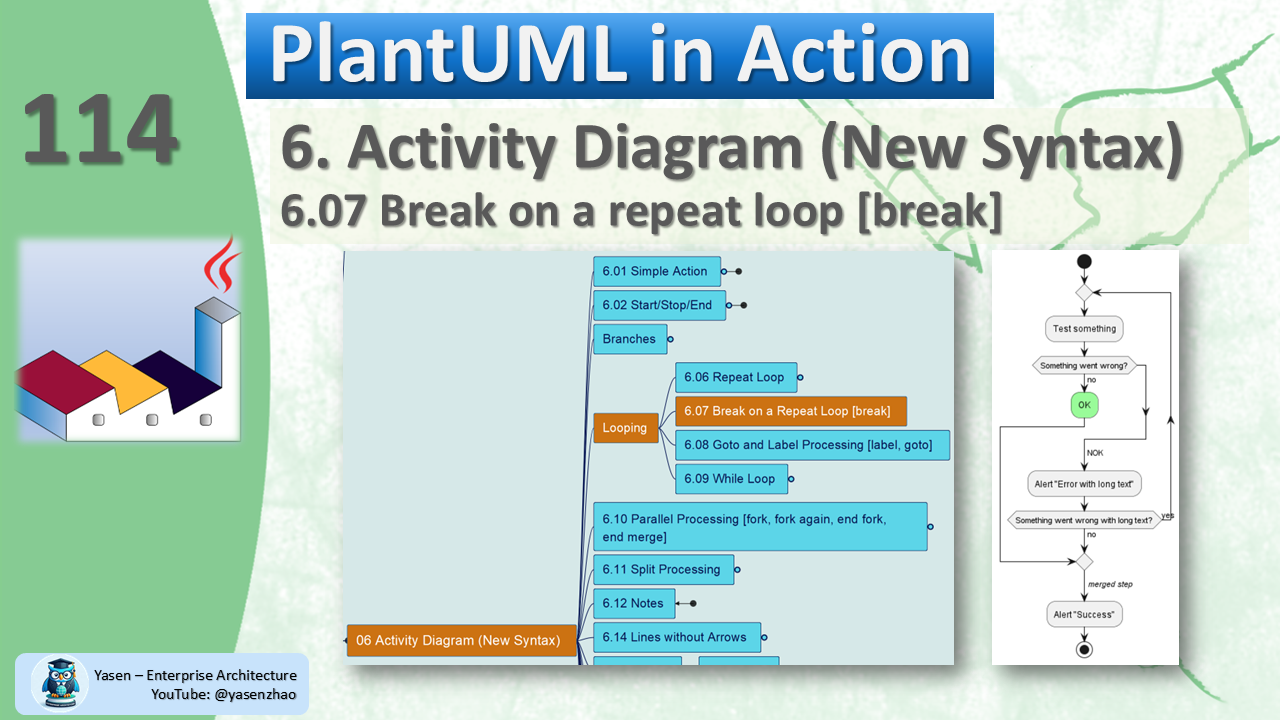 PlantUML in Action
114
6. Activity Diagram (New Syntax)
6.07 Break on a repeat loop [break]
6.01 Simple Action
6.02 Start/Stop/End
Branches
6.06 Repeat Loop
6.07 Break on a Repeat Loop [break]
Looping
6.08 Goto and Label Processing [label, goto]
6.09 While Loop
6.10 Parallel Processing [fork, fork again, end fork,
end merge]
6.11 Split Processing
6.12 Notes
06 Activity Diagram (New Syntax)
6.14 Lines without Arrows
Test something
Something went wrong?
no
OK
NOK
Alert "Error with long text"
Something went wrong with long text?
yes
no
merged step
Alert "Success"
Yasen – Enterprise Architecture
YouTube: @yasenzhao